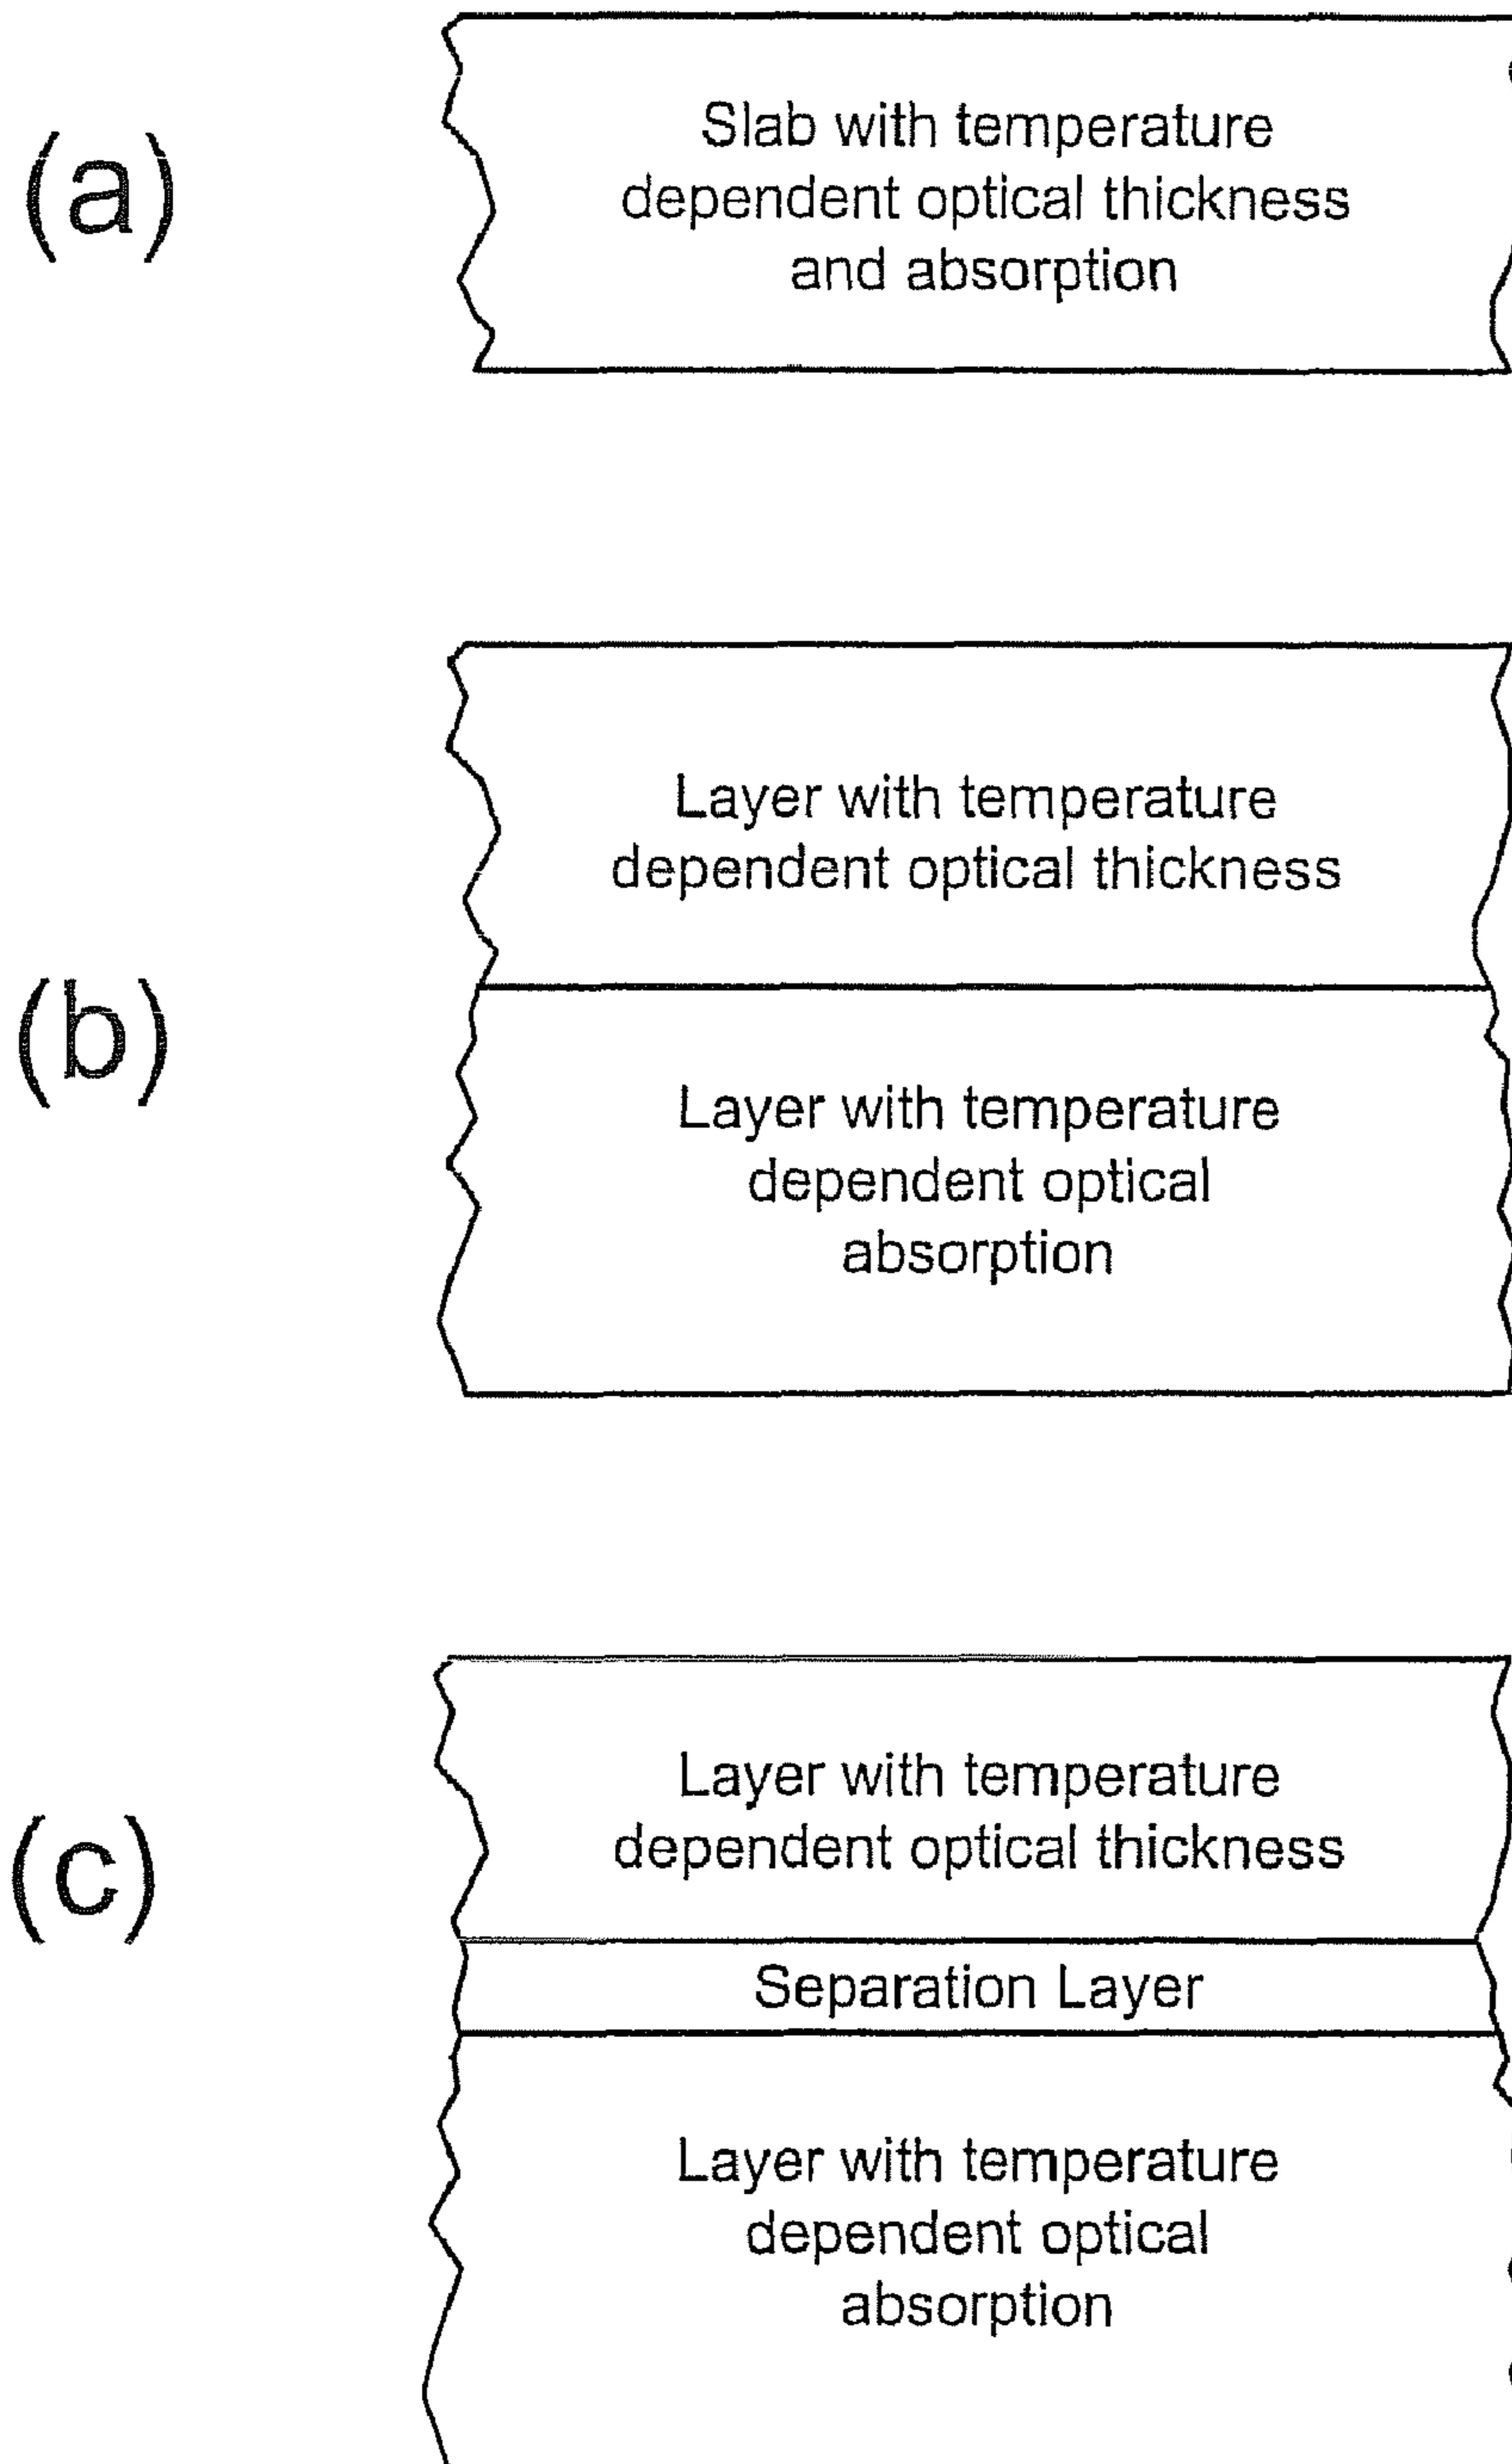 (a)
Slab with temperature
dependent optical thickness
and absorption
(b)
Layer with temperature
dependent optical thickness
Layer with temperature
dependent optical
absorption
(c)
Layer with temperature
dependent optical thickness
Separation Layer
Layer with temperature
dependent optical
absorption